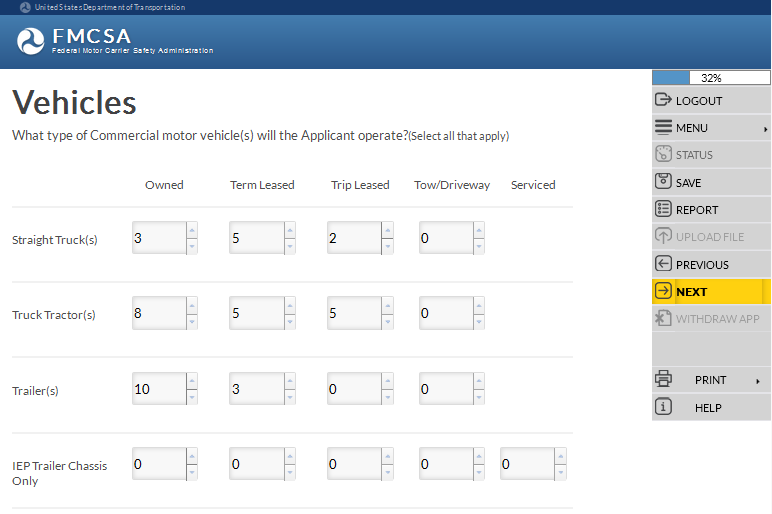 United States Department of Transportation
FMCSA
Federal Motor Carrier Safety Administration
32%
LOGOUT
MENU
STATUS
SAVE
REPORT
UPLOAD FILE
PREVIOUS
NEXT
WITHDRAW APP
PRINT
HELP
Vehicles
What type of Commercial motor vehicle(s) will the Applicant operate?(Select all that apply)
Owned Term Leased Trip Leased Tow/Driveway Serviced
Straight Truck(s) 3 5 2 0
Truck Tractor(s) 8 5 5 0
Trailer(s) 10 3 0 0
IEP Trailer Chassis Only 0 0 0 0 0